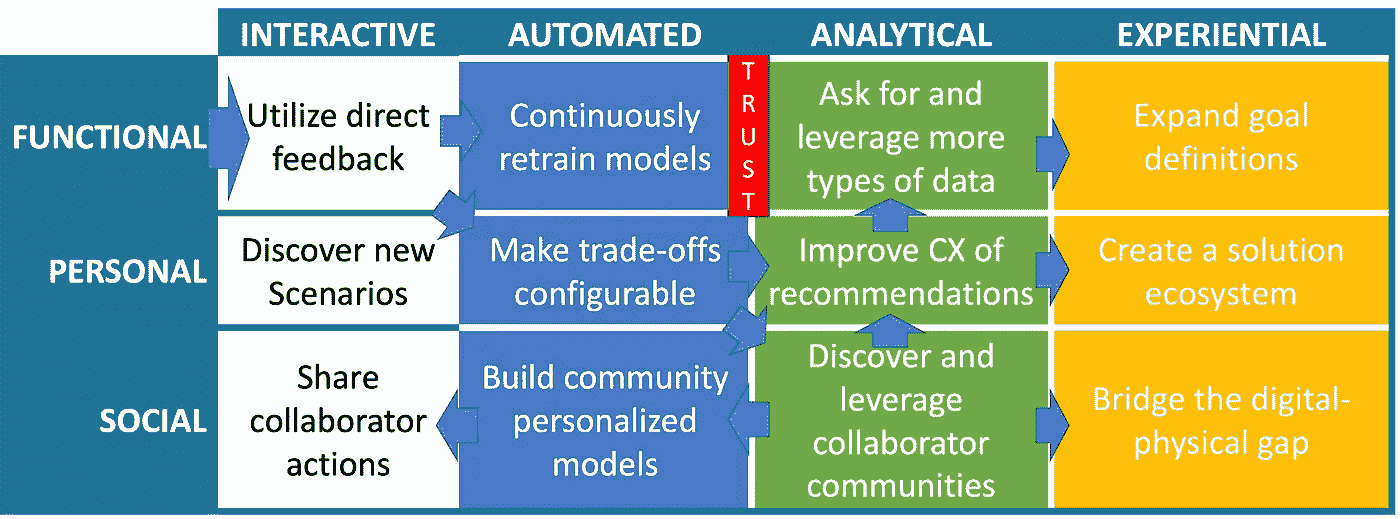 INTERACTIVE AUTOMATED ANALYTICAL EXPERIENTIAL
FUNCTIONAL
Utilize direct
feedback
Continuously
retrain models
T
R
U
S
T
Ask for and
leverage more
types of data
Expand goal
definitions
PERSONAL
Discover new
Scenarios
Make trade-offs
configurable
Improve CX of
recommendations
Create a solution
ecosystem
SOCIAL
Share
collaborator
actions
Build community
personalized
models
Discover and
leverage
collaborator
communities
Bridge the digital-
physical gap